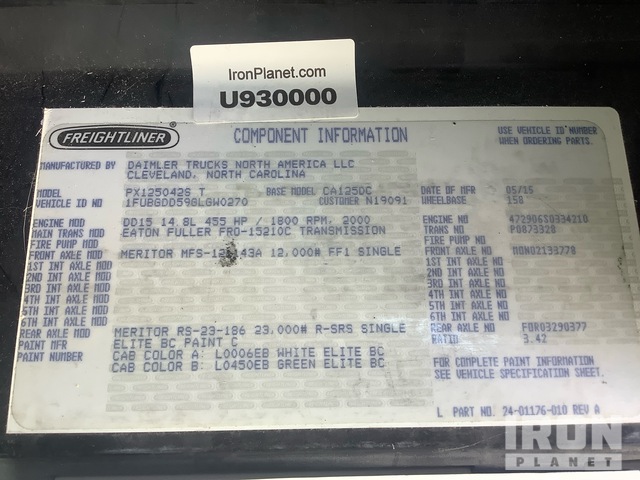 IronPlanet.com
U930000
FREIGHTLINER
COMPONENT INFORMATION
USE VEHICLE ID NUMBER
WHEN ORDERING PARTS.
MANUFACTURED BY DAIMLER TRUCKS NORTH AMERICA LLC
CLEVELAND, NORTH CAROLINA
MODEL PX125042S T BASE MODEL CA125DC DATE OF MFR 05/15
VEHICLE ID NO CUSTOMER N19091 WHEELBASE 158
ENGINE MOD DD15 14.8L 455 HP / 1800 RPM, 2000 ENGINE NO 472906S0334210
MAIN TRANS MOD EATON FULLER FRO-15210C TRANSMISSION TRANS NO P8873328
FIRE PUMP MOD FIRE PUMP NO
FRONT AXLE MOD MERITOR MFS-12 143A 12,000# FF1 SINGLE FRONT AXLE NO MON02133778
1ST INT AXLE MOD 1ST INT AXLE NO
2ND INT AXLE MOD 2ND INT AXLE NO
3RD INT AXLE MOD 3RD INT AXLE NO
4TH INT AXLE MOD 4TH INT AXLE NO
5TH INT AXLE MOD 5TH INT AXLE NO
6TH INT AXLE MOD 6TH INT AXLE NO
REAR AXLE MOD MERITOR RS-23-186 23,000# R-SRS SINGLE REAR AXLE NO FOR03290377
PAINT MFR ELITE BC PAINT C RATIO 3.42
PAINT NUMBER CAB COLOR A: L0006EB WHITE ELITE BC
CAB COLOR B: L0450EB GREEN ELITE BC
FOR COMPLETE PAINT INFORMATION
SEE VEHICLE SPECIFICATION SHEET.
L PART NO. 24-01176-010 REV A
IRON
PLANET